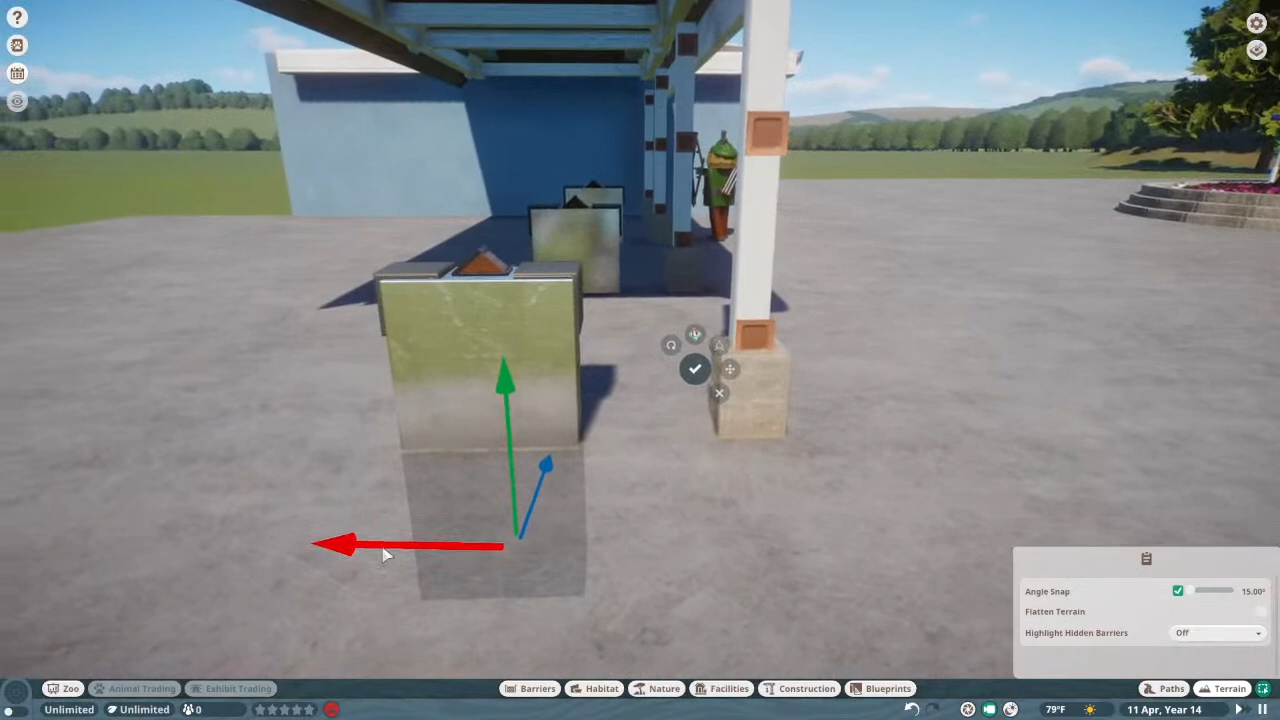 ?
Angle Snap 15.00°
Flatten Terrain
Highlight Hidden Barriers Off
Zoo Animal Trading Exhibit Trading Barriers Habitat Nature Facilities Construction Blueprints Paths Terrain
Unlimited Unlimited 0 79°F 11 Apr, Year 14